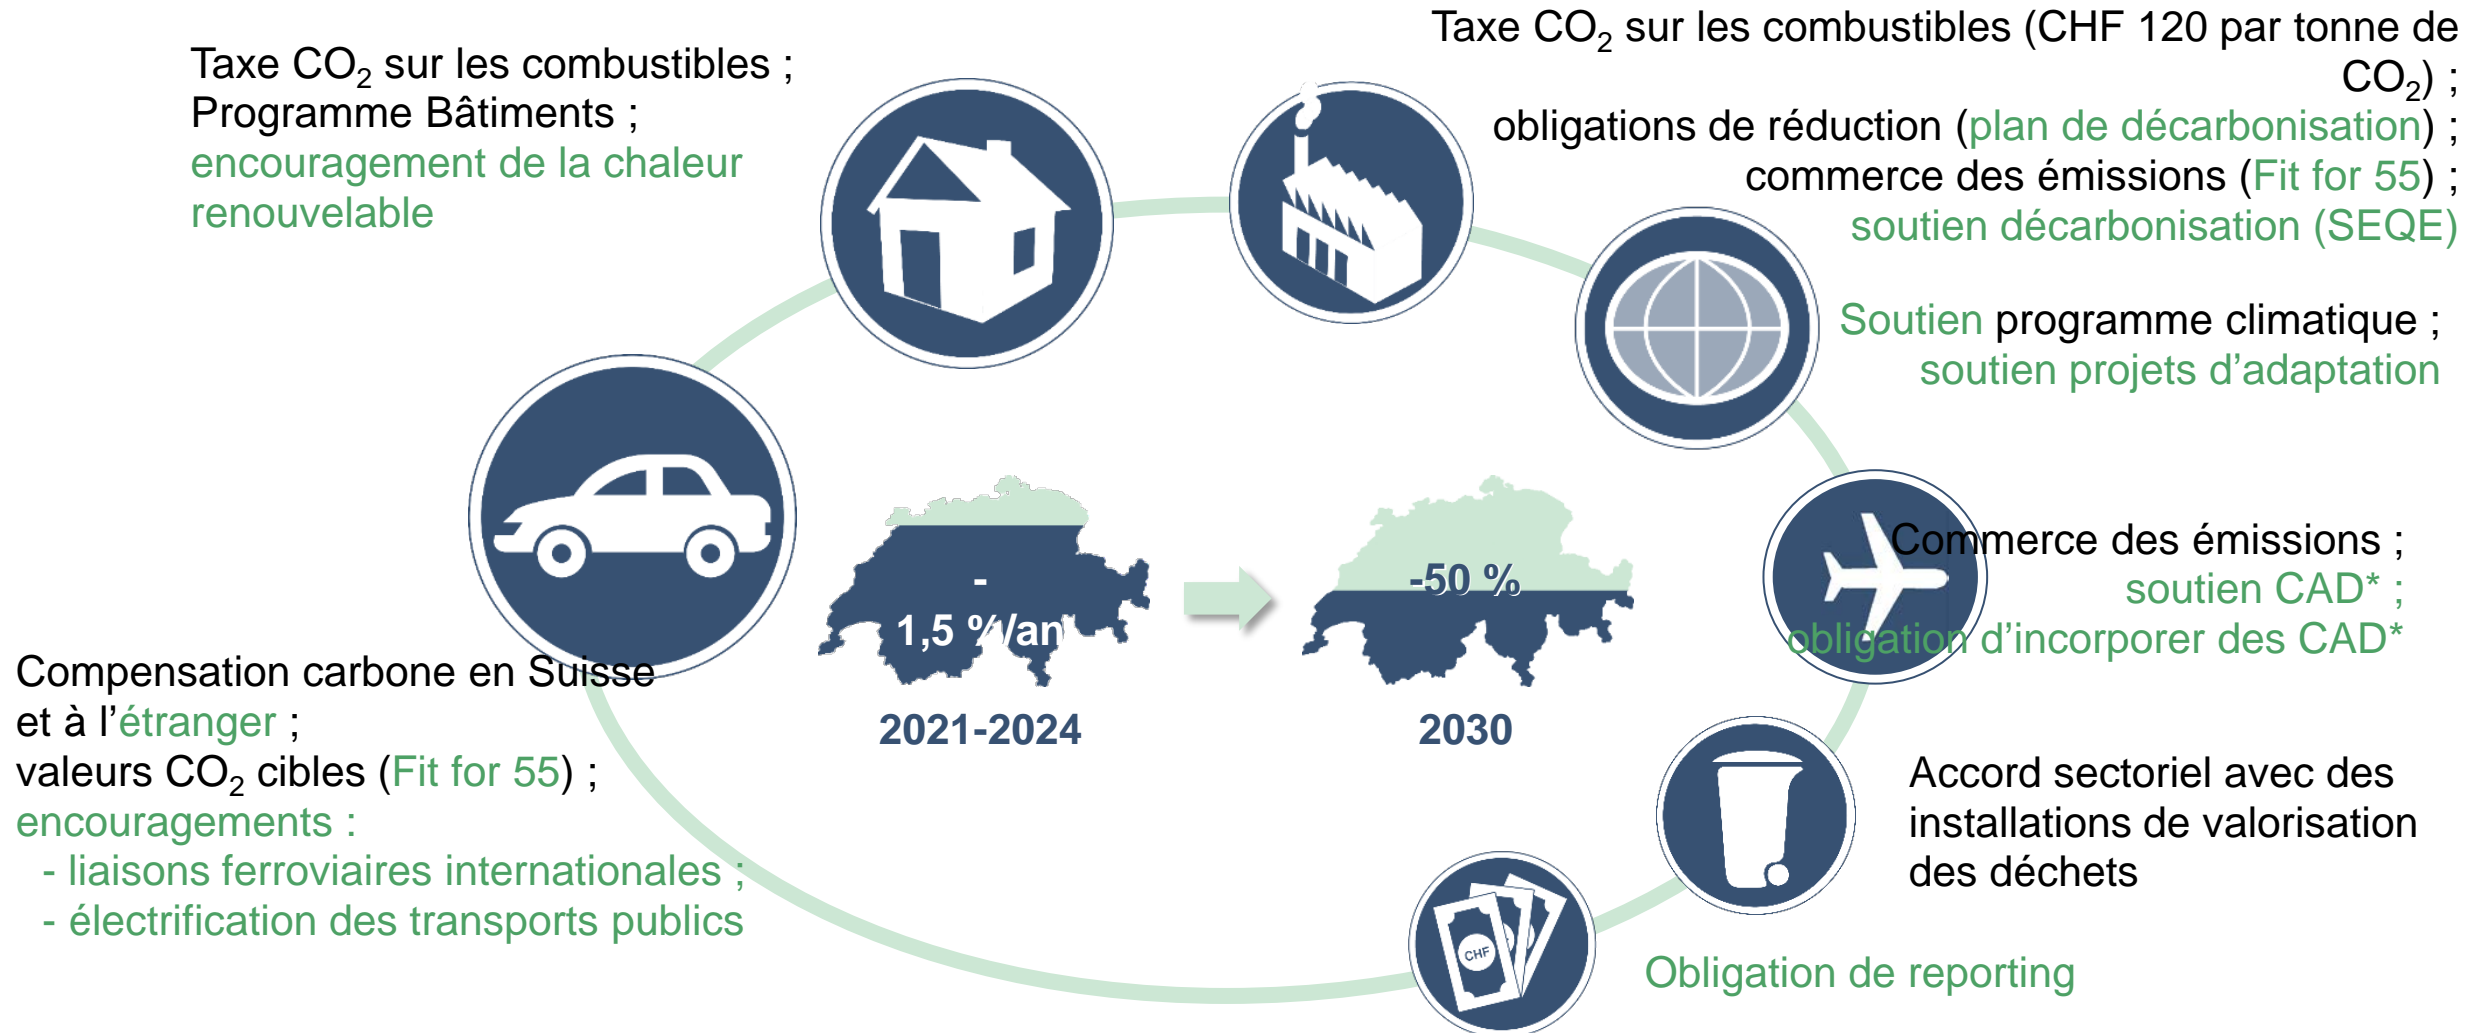 Taxe CO₂ sur les combustibles ;
Programme Bâtiments ;
encouragement de la chaleur
renouvelable
Taxe CO₂ sur les combustibles (CHF 120 par tonne de
CO₂) ;
obligations de réduction (plan de décarbonisation) ;
commerce des émissions (Fit for 55) ;
soutien décarbonisation (SEQE)
Soutien programme climatique ;
soutien projets d’adaptation
Commerce des émissions ;
soutien CAD* ;
obligation d’incorporer des CAD*
-
1,5 %/an
2021-2024
-50 %
2030
Compensation carbone en Suisse
et à l’étranger ;
valeurs CO₂ cibles (Fit for 55) ;
encouragements :
- liaisons ferroviaires internationales ;
- électrification des transports publics
Accord sectoriel avec des
installations de valorisation
des déchets
CHF
Obligation de reporting